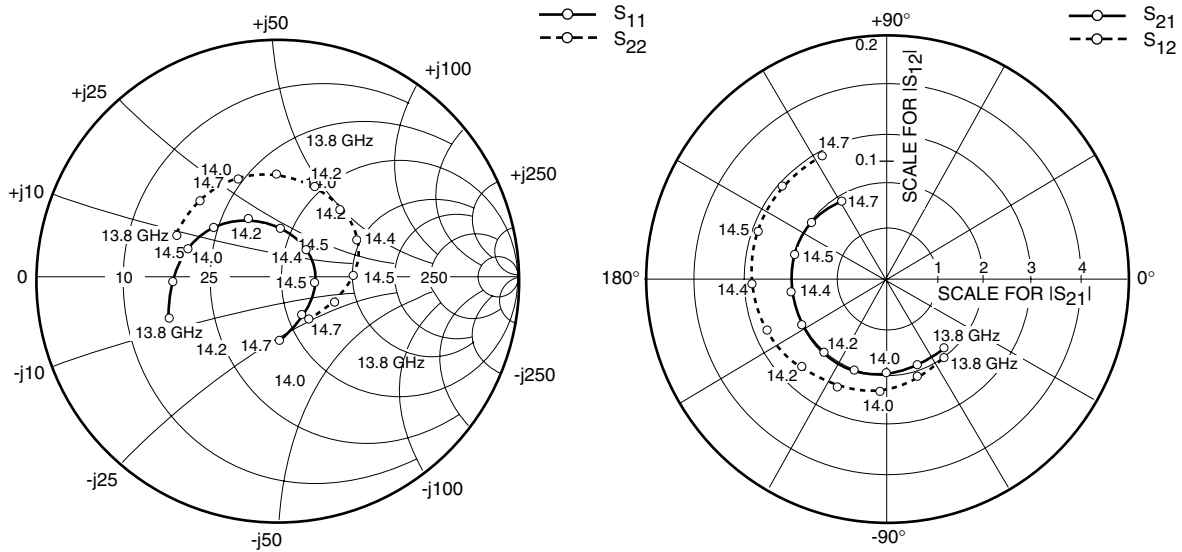 S11
S22
+j50
+j25
+j100
+j10
+j250
0
10
25
250
-j10
-j250
-j25
-j100
-j50
13.8 GHz
14.0
14.7
14.2
14.2
13.8 GHz
14.2
14.5
14.4
14.5
14.0
14.4
14.5
14.5
13.8 GHz
14.7
14.7
14.2
14.0
13.8 GHz
S21
S12
+90°
0.2
0.1
SCALE FOR |S12|
14.7
14.7
14.5
14.5
180°
1
2
3
4
0°
SCALE FOR |S21|
14.4
14.4
14.2
14.2
14.0
14.0
13.8 GHz
13.8 GHz
-90°